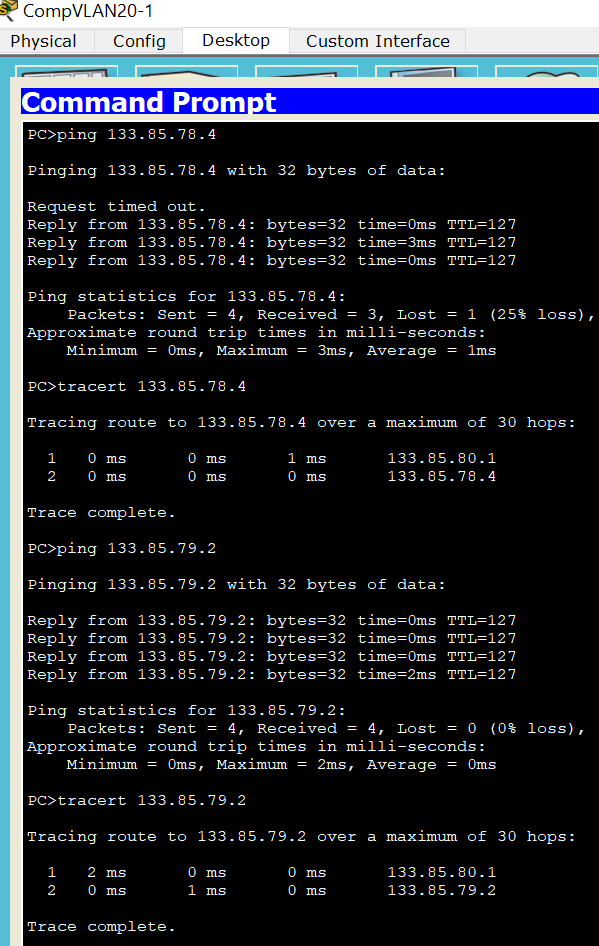 CompVLAN20-1
Physical Config Desktop Custom Interface
Command Prompt
PC>ping 133.85.78.4
Pinging 133.85.78.4 with 32 bytes of data:
Request timed out.
Reply from 133.85.78.4: bytes=32 time=0ms TTL=127
Reply from 133.85.78.4: bytes=32 time=3ms TTL=127
Reply from 133.85.78.4: bytes=32 time=0ms TTL=127
Ping statistics for 133.85.78.4:
Packets: Sent = 4, Received = 3, Lost = 1 (25% loss),
Approximate round trip times in milli-seconds:
Minimum = 0ms, Maximum = 3ms, Average = 1ms
PC>tracert 133.85.78.4
Tracing route to 133.85.78.4 over a maximum of 30 hops:
1 0 ms 0 ms 1 ms 133.85.80.1
2 0 ms 0 ms 0 ms 133.85.78.4
Trace complete.
PC>ping 133.85.79.2
Pinging 133.85.79.2 with 32 bytes of data:
Reply from 133.85.79.2: bytes=32 time=0ms TTL=127
Reply from 133.85.79.2: bytes=32 time=0ms TTL=127
Reply from 133.85.79.2: bytes=32 time=0ms TTL=127
Reply from 133.85.79.2: bytes=32 time=2ms TTL=127
Ping statistics for 133.85.79.2:
Packets: Sent = 4, Received = 4, Lost = 0 (0% loss),
Approximate round trip times in milli-seconds:
Minimum = 0ms, Maximum = 2ms, Average = 0ms
PC>tracert 133.85.79.2
Tracing route to 133.85.79.2 over a maximum of 30 hops:
1 2 ms 0 ms 0 ms 133.85.80.1
2 0 ms 1 ms 0 ms 133.85.79.2
Trace complete.